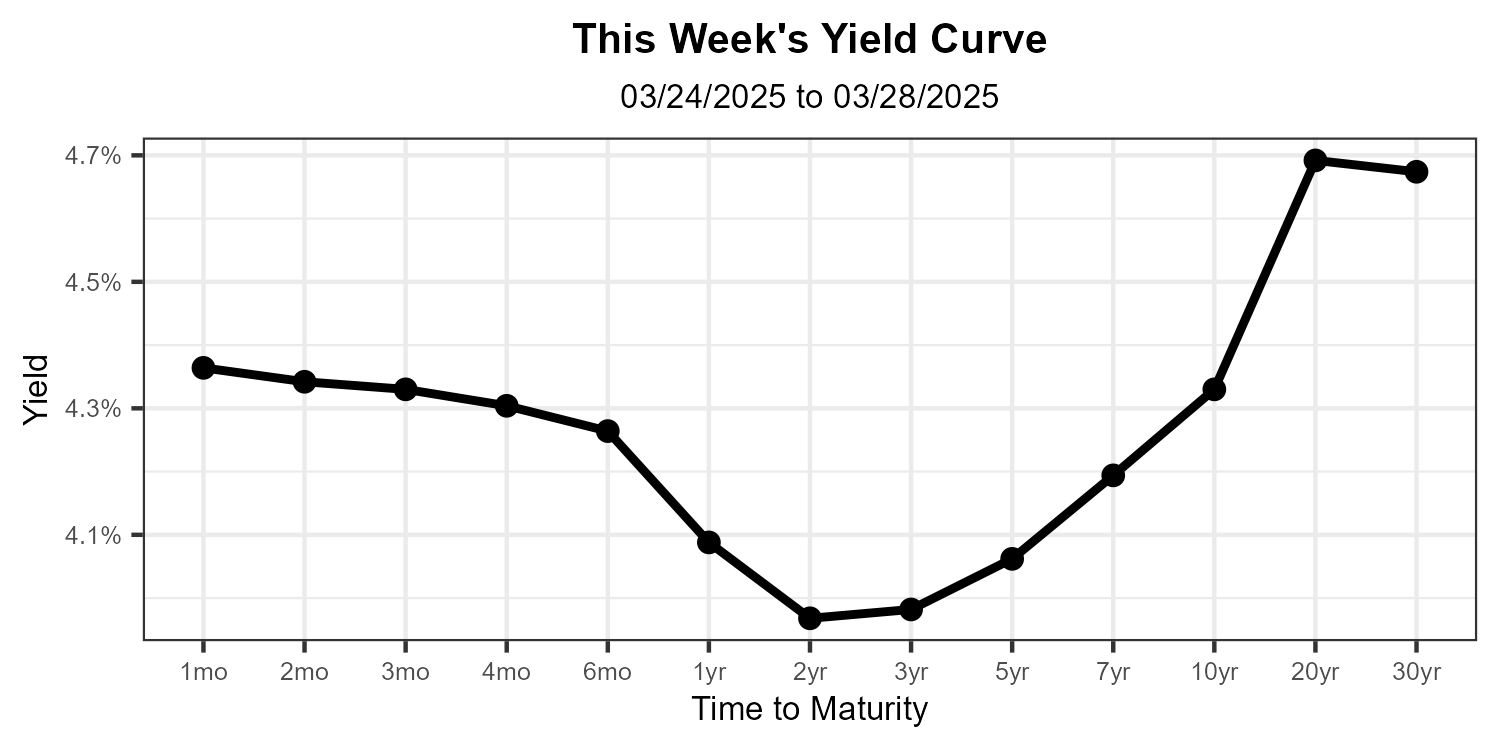 This Week's Yield Curve
03/24/2025 to 03/28/2025
4.7%
4.5%
4.3%
4.1%
Yield
1mo 2mo 3mo 4mo 6mo 1yr 2yr 3yr 5yr 7yr 10yr 20yr 30yr
Time to Maturity